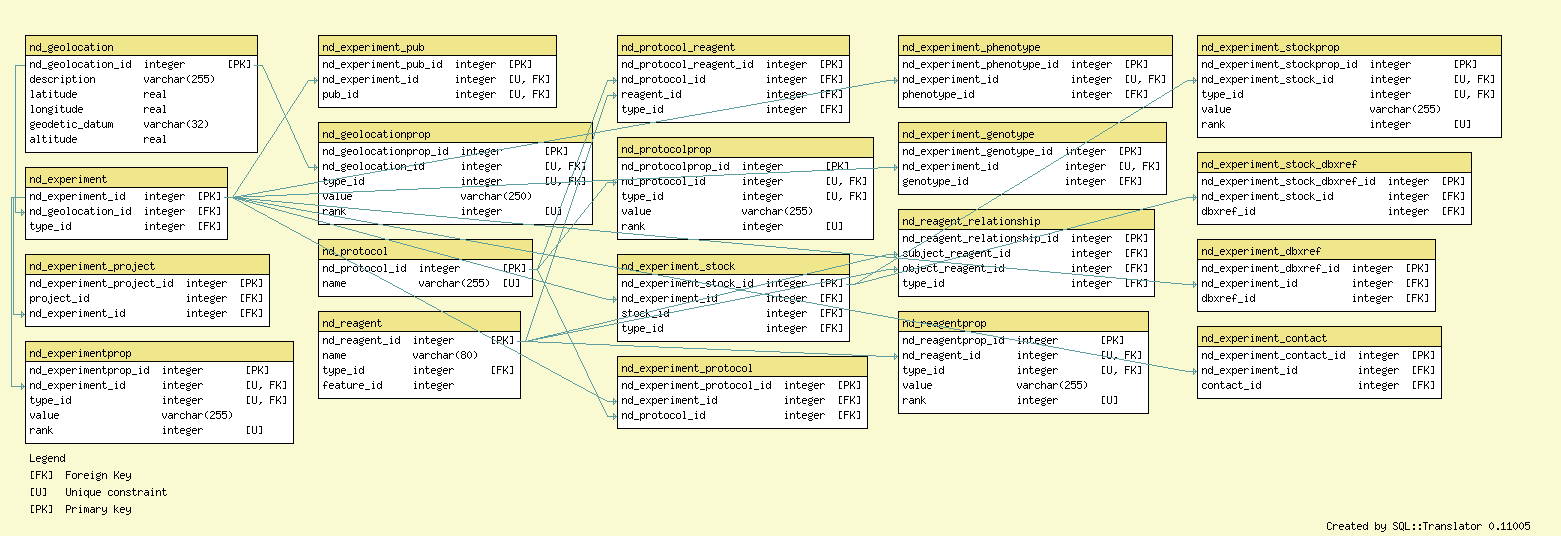 nd_geolocation
nd_geolocation_id integer [PK]
description varchar(255)
latitude real
longitude real
geodetic_datum varchar(32)
altitude real
nd_experiment
nd_experiment_id integer [PK]
nd_geolocation_id integer [FK]
type_id integer [FK]
nd_experiment_project
nd_experiment_project_id integer [PK]
project_id integer [FK]
nd_experiment_id integer [FK]
nd_experimentprop
nd_experimentprop_id integer [PK]
nd_experiment_id integer [U, FK]
type_id integer [U, FK]
value varchar(255)
rank integer [U]
Legend
[FK] Foreign Key
[U] Unique constraint
[PK] Primary key
nd_experiment_pub
nd_experiment_pub_id integer [PK]
nd_experiment_id integer [U, FK]
pub_id integer [U, FK]
nd_geolocationprop
nd_geolocationprop_id integer [PK]
nd_geolocation_id integer [U, FK]
type_id integer [U, FK]
value varchar(250)
rank integer [U]
nd_protocol
nd_protocol_id integer [PK]
name varchar(255) [U]
nd_reagent
nd_reagent_id integer [PK]
name varchar(80)
type_id integer [FK]
feature_id integer
nd_protocol_reagent
nd_protocol_reagent_id integer [PK]
nd_protocol_id integer [FK]
reagent_id integer [FK]
type_id integer [FK]
nd_protocolprop
nd_protocolprop_id integer [PK]
nd_protocol_id integer [U, FK]
type_id integer [U, FK]
value varchar(255)
rank integer [U]
nd_experiment_stock
nd_experiment_stock_id integer [PK]
nd_experiment_id integer [FK]
stock_id integer [FK]
type_id integer [FK]
nd_experiment_protocol
nd_experiment_protocol_id integer [PK]
nd_experiment_id integer [FK]
nd_protocol_id integer [FK]
nd_experiment_phenotype
nd_experiment_phenotype_id integer [PK]
nd_experiment_id integer [U, FK]
phenotype_id integer [FK]
nd_experiment_genotype
nd_experiment_genotype_id integer [PK]
nd_experiment_id integer [U, FK]
genotype_id integer [FK]
nd_reagent_relationship
nd_reagent_relationship_id integer [PK]
subject_reagent_id integer [FK]
object_reagent_id integer [FK]
type_id integer [FK]
nd_reagentprop
nd_reagentprop_id integer [PK]
nd_reagent_id integer [U, FK]
type_id integer [U, FK]
value varchar(255)
rank integer [U]
nd_experiment_stockprop
nd_experiment_stockprop_id integer [PK]
nd_experiment_stock_id integer [U, FK]
type_id integer [U, FK]
value varchar(255)
rank integer [U]
nd_experiment_stock_dbxref
nd_experiment_stock_dbxref_id integer [PK]
nd_experiment_stock_id integer [FK]
dbxref_id integer [FK]
nd_experiment_dbxref
nd_experiment_dbxref_id integer [PK]
nd_experiment_id integer [FK]
dbxref_id integer [FK]
nd_experiment_contact
nd_experiment_contact_id integer [PK]
nd_experiment_id integer [FK]
contact_id integer [FK]
Created by SQL::Translator 0.11005